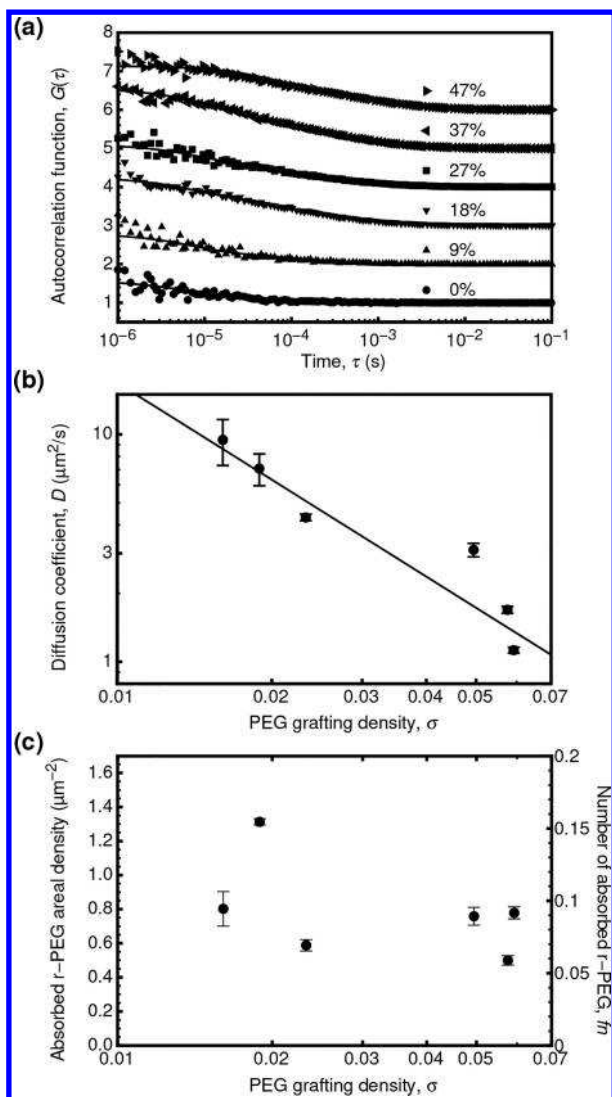 (a)
Autocorrelation function, G(τ)
8
7
6
5
4
3
2
1
47%
37%
27%
18%
9%
0%
10⁻⁶ 10⁻⁵ 10⁻⁴ 10⁻³ 10⁻² 10⁻¹
Time, τ (s)
(b)
Diffusion coefficient, D (μm²/s)
10
3
1
0.01 0.02 0.03 0.04 0.05 0.07
PEG grafting density, σ
(c)
Absorbed r−PEG areal density (μm⁻²)
1.6
1.4
1.2
1.0
0.8
0.6
0.4
0.2
0.0
0.2
0.15
0.1
0.05
0
Number of absorbed r−PEG, fn
0.01 0.02 0.03 0.04 0.05 0.07
PEG grafting density, σ